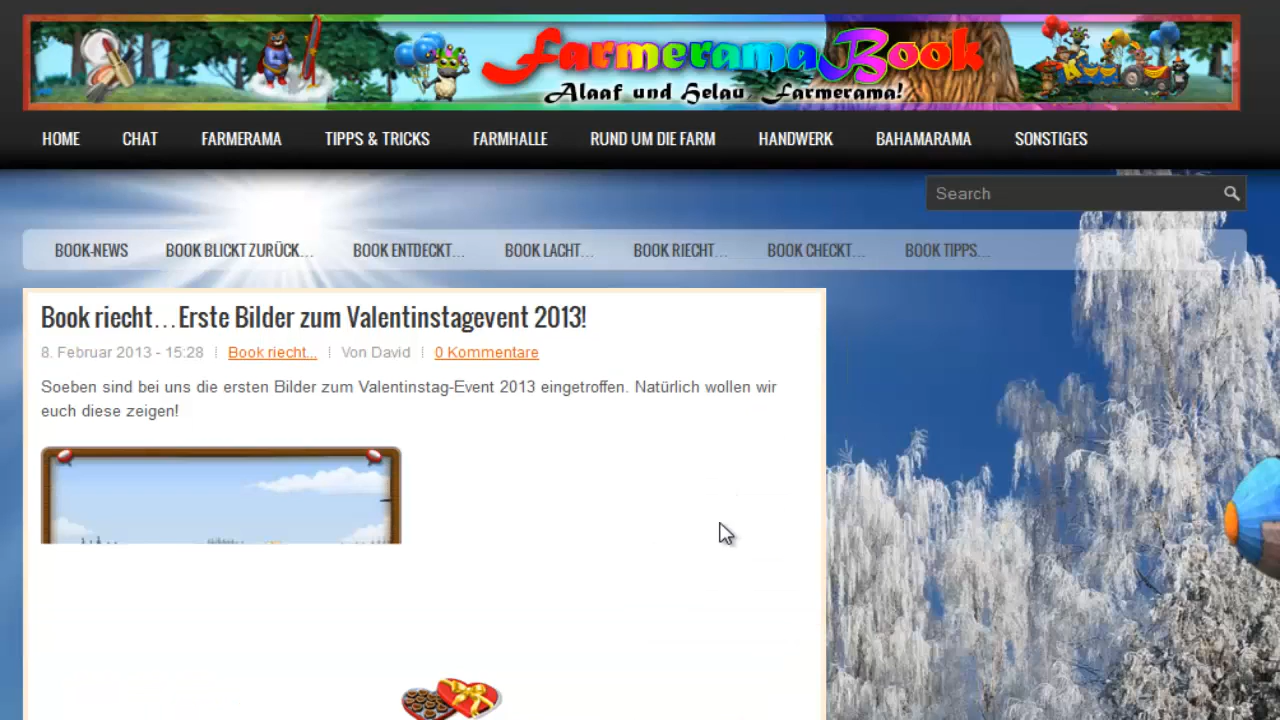 FarmeramaBook
Alaaf und Helau Farmerama!
HOME CHAT FARMERAMA TIPPS & TRICKS FARMHALLE RUND UM DIE FARM HANDWERK BAHAMARAMA SONSTIGES
Search
BOOK-NEWS BOOK BLICKT ZURÜCK... BOOK ENTDECKT... BOOK LACHT... BOOK RIECHT... BOOK CHECKT... BOOK TIPPS...
Book riecht...Erste Bilder zum Valentinstagevent 2013!
8. Februar 2013 - 15:28 Book riecht... Von David 0 Kommentare
Soeben sind bei uns die ersten Bilder zum Valentinstag-Event 2013 eingetroffen. Natürlich wollen wir
euch diese zeigen!